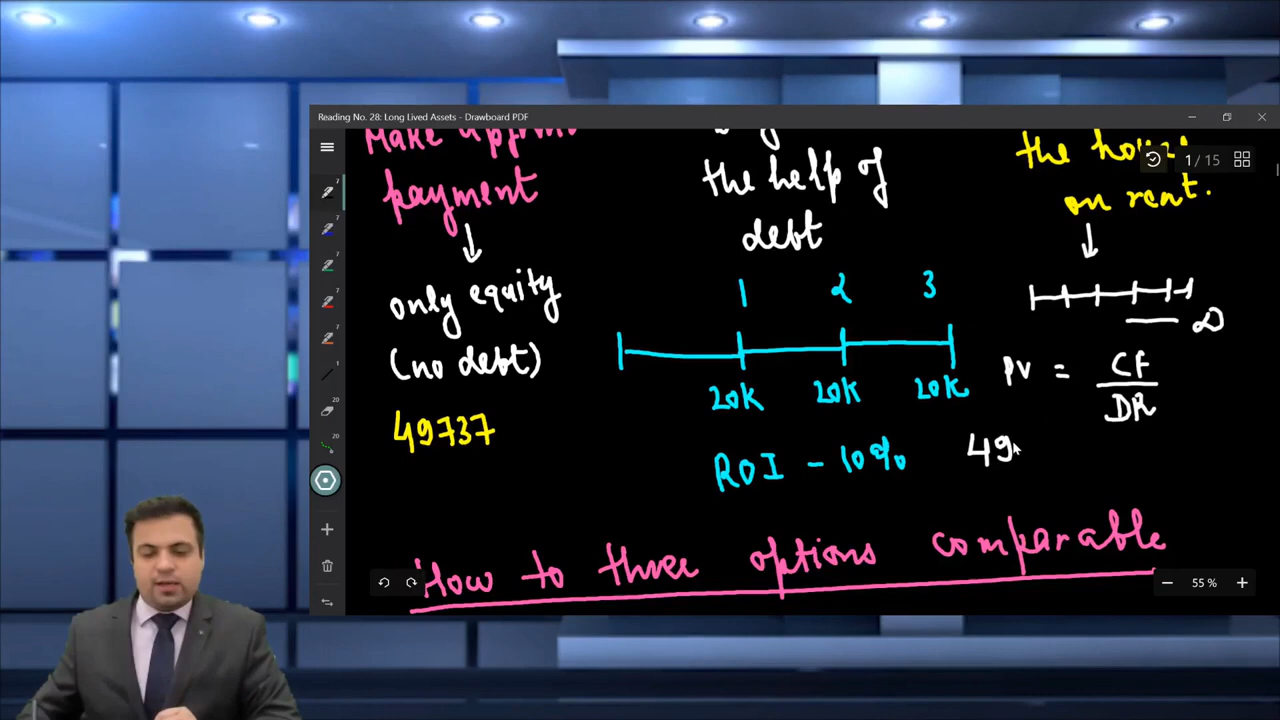 Reading No. 28: Long Lived Assets - Drawboard PDF
1 / 15
Make
payment
only equity
(no debt)
49737
the help of
debt
1 2 3
20K 20K 20K
ROI - 10%
the
on rent.
PV = CF
DR
49
How to three options comparable
55 %